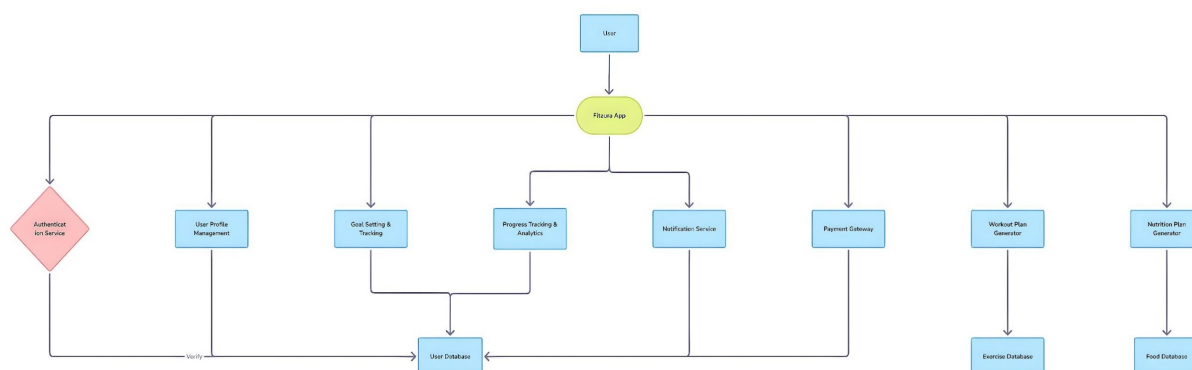 User
Fitzura App
Authenticat
ion Service
User Profile
Management
Goal Setting &
Tracking
Progress Tracking &
Analytics
Notification Service
Payment Gateway
Workout Plan
Generator
Nutrition Plan
Generator
Verify
User Database
Exercise Database
Food Database